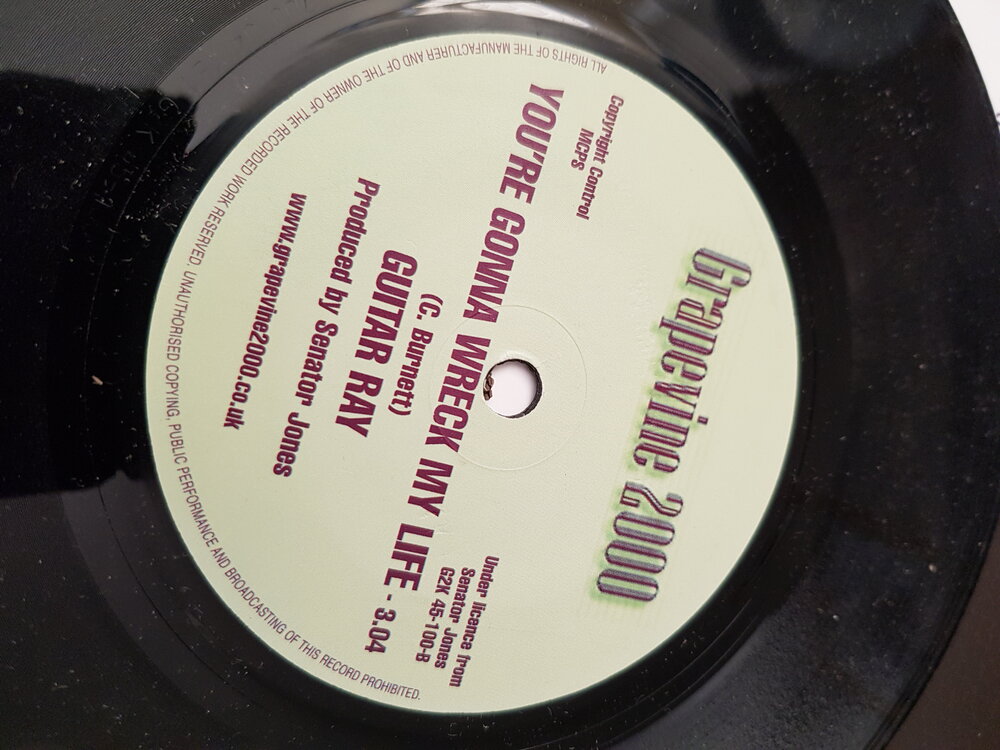 Grapevine 2000
Copyright Control
MCPS
Under licence from
Senator Jones
G2K 45-100-B
YOU'RE GONNA WRECK MY LIFE - 3.04
(C. Burnett)
GUITAR RAY
Produced by Senator Jones
www.grapevine2000.co.uk
ALL RIGHTS OF THE MANUFACTURER AND OF THE OWNER OF THE RECORDED WORK RESERVED. UNAUTHORISED COPYING, PUBLIC PERFORMANCE AND BROADCASTING OF THIS RECORD PROHIBITED.